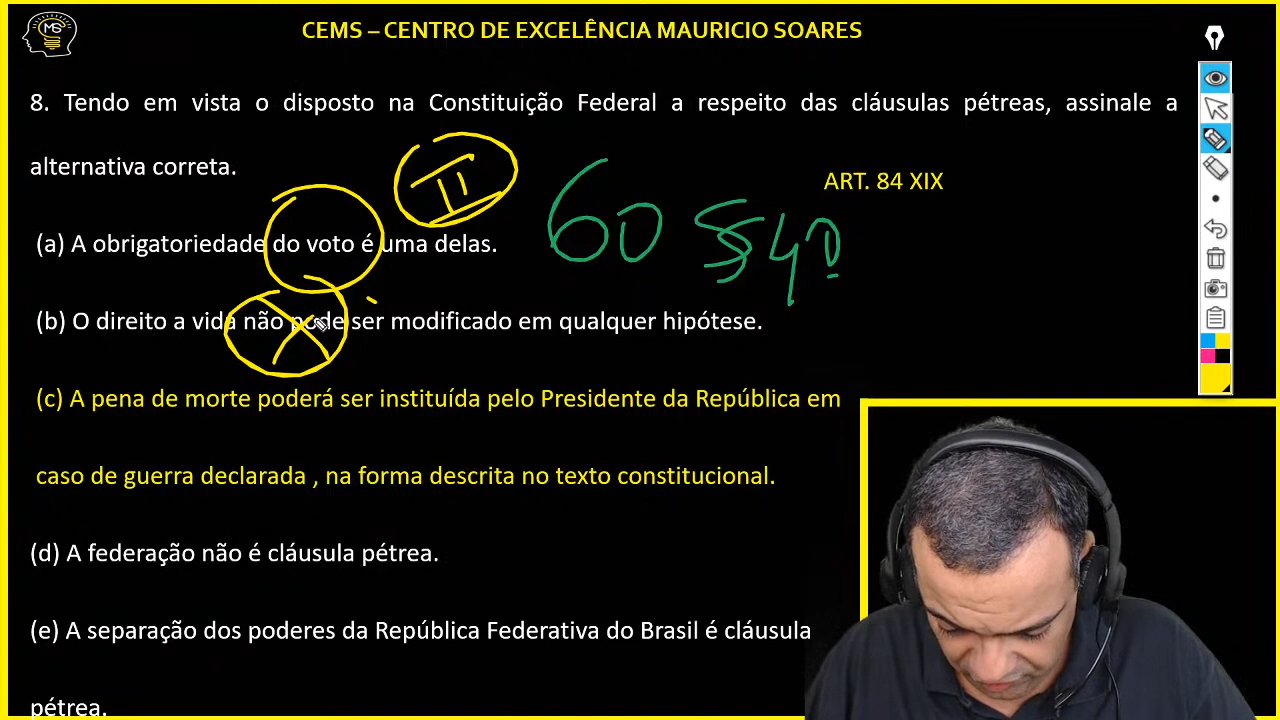 MS
CEMS – CENTRO DE EXCELÊNCIA MAURICIO SOARES
8. Tendo em vista o disposto na Constituição Federal a respeito das cláusulas pétreas, assinale a
alternativa correta.
II
60 §4º
ART. 84 XIX
(a) A obrigatoriedade do voto é uma delas.
(b) O direito a vida não pode ser modificado em qualquer hipótese.
(c) A pena de morte poderá ser instituída pelo Presidente da República em
caso de guerra declarada , na forma descrita no texto constitucional.
(d) A federação não é cláusula pétrea.
(e) A separação dos poderes da República Federativa do Brasil é cláusula
pétrea.